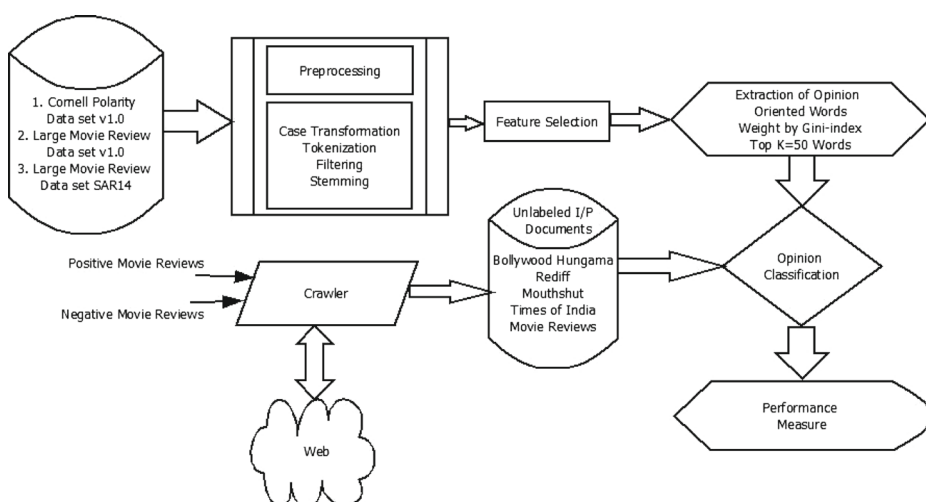 1. Cornell Polarity
Data set v1.0
2. Large Movie Review
Data set v1.0
3. Large Movie Review
Data set SAR14
Preprocessing
Case Transformation
Tokenization
Filtering
Stemming
Feature Selection
Extraction of Opinion
Oriented Words
Weight by Gini-index
Top K=50 Words
Positive Movie Reviews
Negative Movie Reviews
Crawler
Web
Unlabeled I/P
Documents
Bollywood Hungama
Rediff
Mouthshut
Times of India
Movie Reviews
Opinion
Classification
Performance
Measure